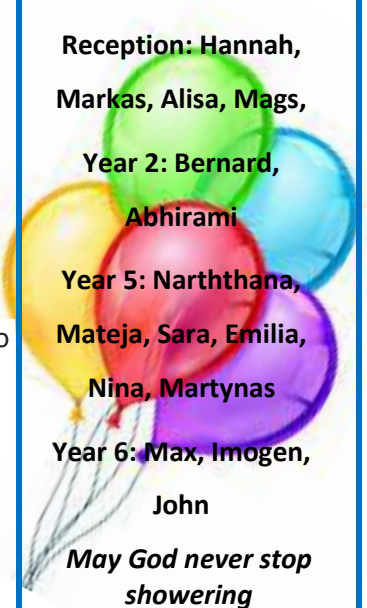 Reception: Hannah,
Markas, Alisa, Mags,
Year 2: Bernard,
Abhirami
Year 5: Narththana,
Mateja, Sara, Emilia,
Nina, Martynas
Year 6: Max, Imogen,
John
May God never stop
showering